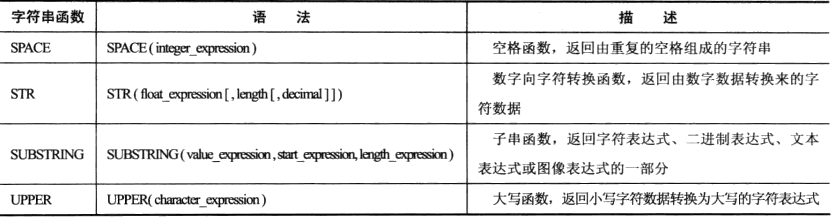 字符串函数 语 法 描 述
SPACE SPACE ( integer_expression ) 空格函数，返回由重复的空格组成的字符串
STR STR ( float_expression [ , length [ , decimal ] ] ) 数字向字符转换函数，返回由数字数据转换来的字
符数据
SUBSTRING SUBSTRING ( value_expression , start_expression, length_expression ) 子串函数，返回字符表达式、二进制表达式、文本
表达式或图像表达式的一部分
UPPER UPPER( character_expression ) 大写函数，返回小写字符数据转换为大写的字符表达式